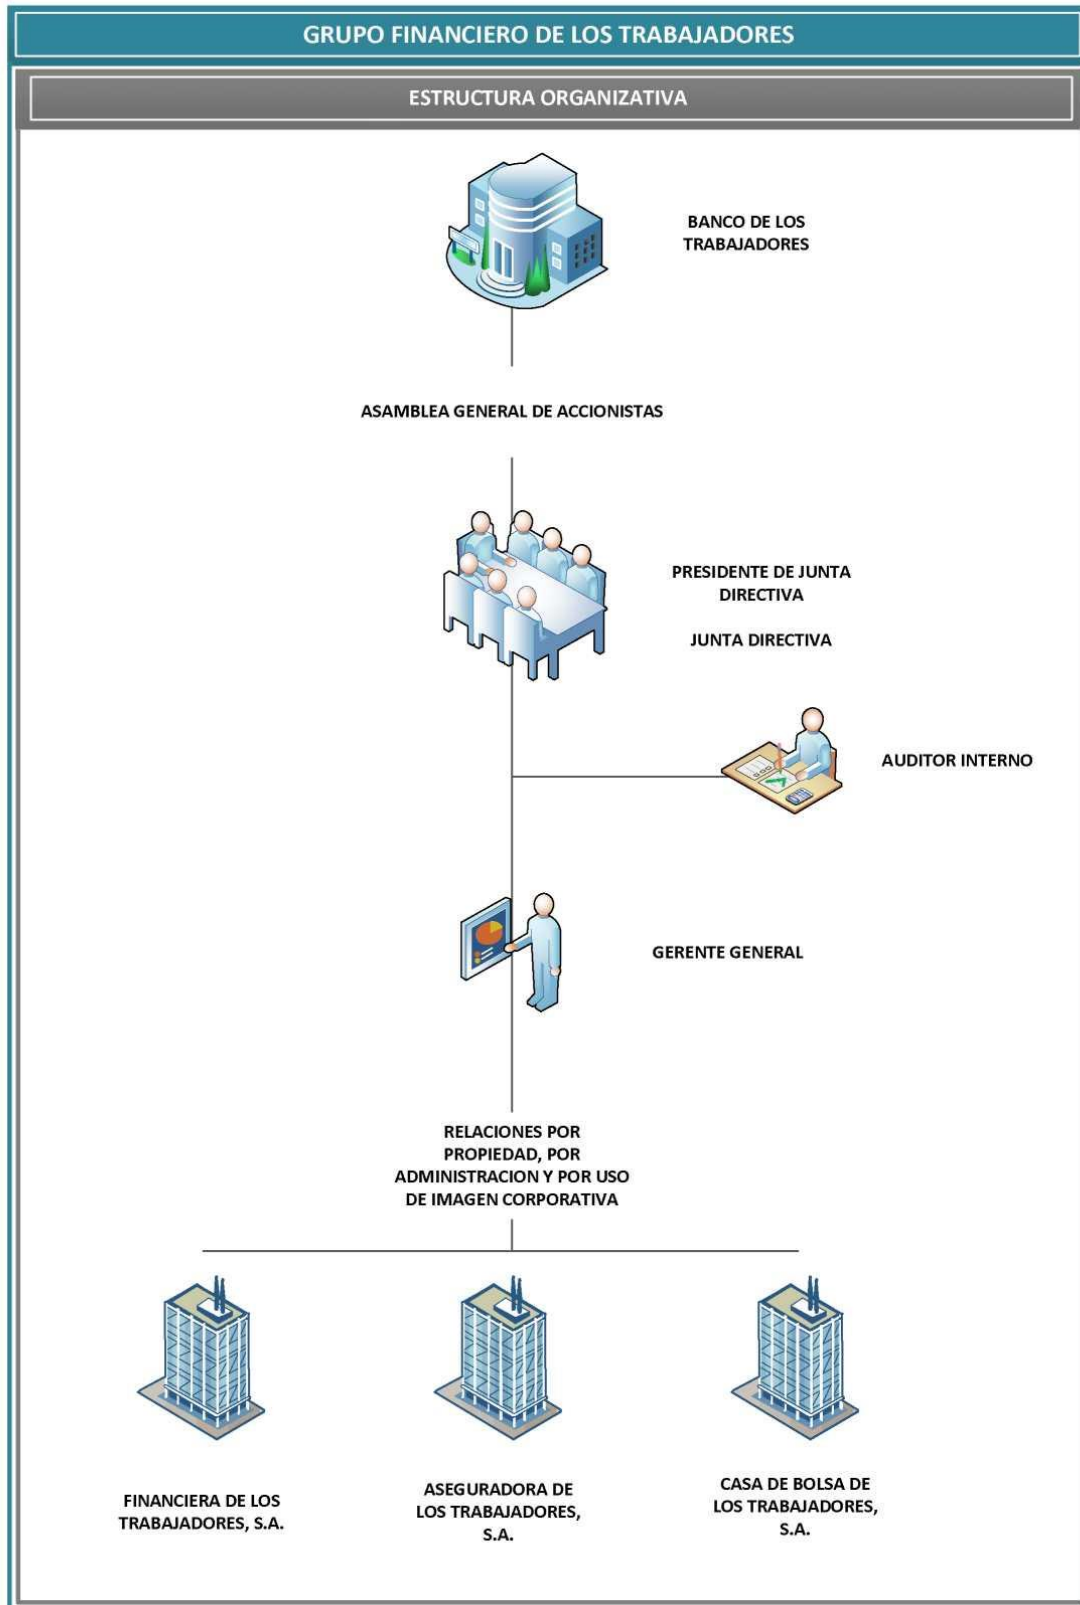 GRUPO FINANCIERO DE LOS TRABAJADORES
ESTRUCTURA ORGANIZATIVA
BANCO DE LOS
TRABAJADORES
ASAMBLEA GENERAL DE ACCIONISTAS
PRESIDENTE DE JUNTA
DIRECTIVA
JUNTA DIRECTIVA
AUDITOR INTERNO
GERENTE GENERAL
RELACIONES POR
PROPIEDAD, POR
ADMINISTRACION Y POR USO
DE IMAGEN CORPORATIVA
FINANCIERA DE LOS
TRABAJADORES, S.A.
ASEGURADORA DE
LOS TRABAJADORES,
S.A.
CASA DE BOLSA DE
LOS TRABAJADORES,
S.A.